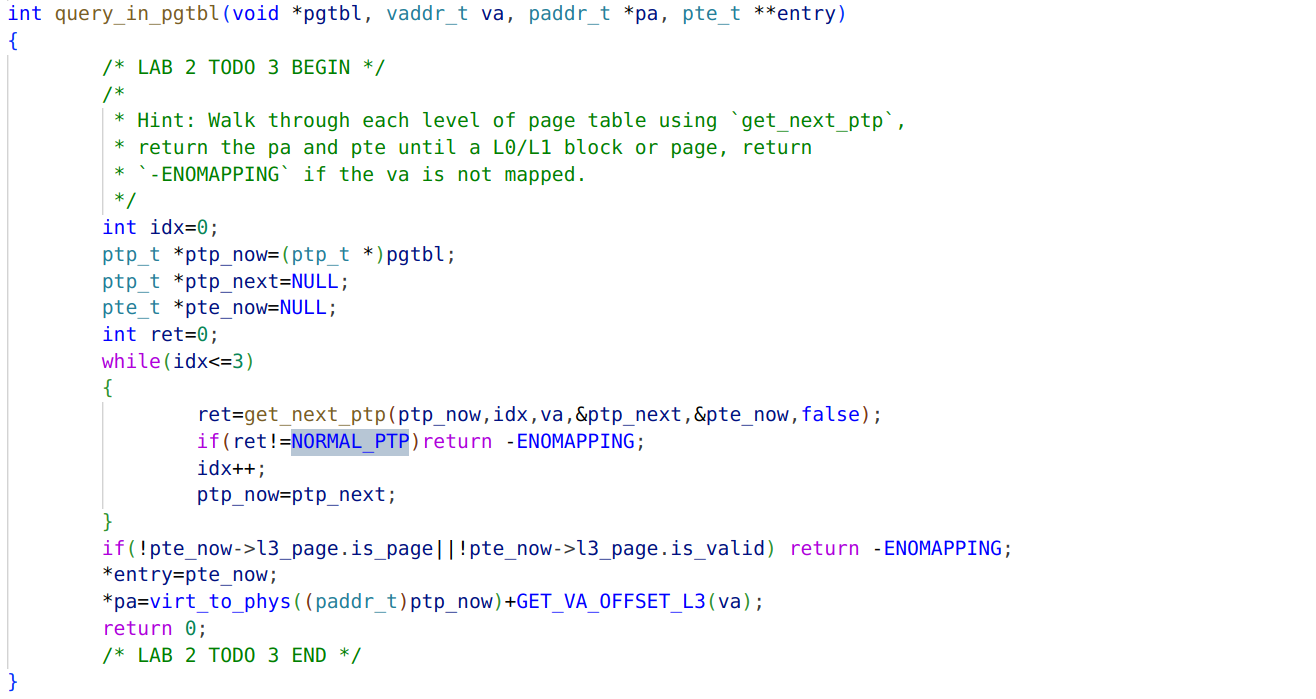 int query_in_pgtbl(void *pgtbl, vaddr_t va, paddr_t *pa, pte_t **entry)
{
        /* LAB 2 TODO 3 BEGIN */
        /*
         * Hint: Walk through each level of page table using `get_next_ptp`,
         * return the pa and pte until a L0/L1 block or page, return
         * `-ENOMAPPING` if the va is not mapped.
         */
        int idx=0;
        ptp_t *ptp_now=(ptp_t *)pgtbl;
        ptp_t *ptp_next=NULL;
        pte_t *pte_now=NULL;
        int ret=0;
        while(idx<=3)
        {
                ret=get_next_ptp(ptp_now,idx,va,&ptp_next,&pte_now,false);
                if(ret!=NORMAL_PTP)return -ENOMAPPING;
                idx++;
                ptp_now=ptp_next;
        }
        if(!pte_now->l3_page.is_page||!pte_now->l3_page.is_valid) return -ENOMAPPING;
        *entry=pte_now;
        *pa=virt_to_phys((paddr_t)ptp_now)+GET_VA_OFFSET_L3(va);
        return 0;
        /* LAB 2 TODO 3 END */
}